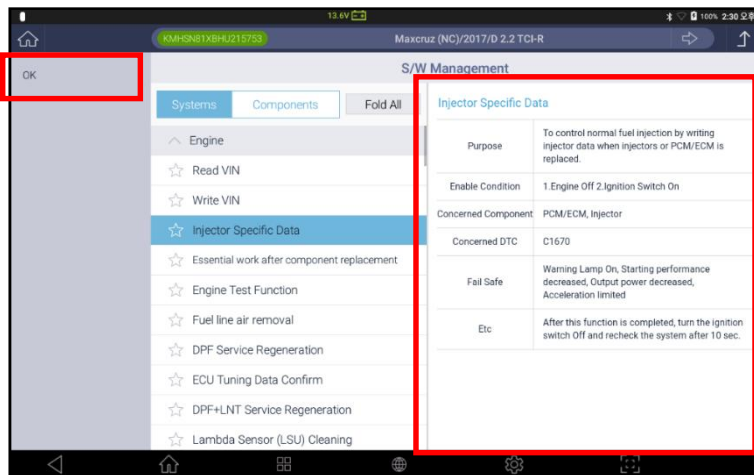 13.6V
100% 2:30 오후
KMHSN81XBHU215753
Maxcruz (NC)/2017/D 2.2 TCI-R
OK
S/W Management
Systems
Components
Fold All
Engine
Read VIN
Write VIN
Injector Specific Data
Essential work after component replacement
Engine Test Function
Fuel line air removal
DPF Service Regeneration
ECU Tuning Data Confirm
DPF+LNT Service Regeneration
Lambda Sensor (LSU) Cleaning
Injector Specific Data
Purpose
To control normal fuel injection by writing
injector data when injectors or PCM/ECM is
replaced.
Enable Condition
1.Engine Off 2.Ignition Switch On
Concerned Component
PCM/ECM, Injector
Concerned DTC
C1670
Fail Safe
Warning Lamp On, Starting performance
decreased, Output power decreased,
Acceleration limited
Etc
After this function is completed, turn the ignition
switch Off and recheck the system after 10 sec.